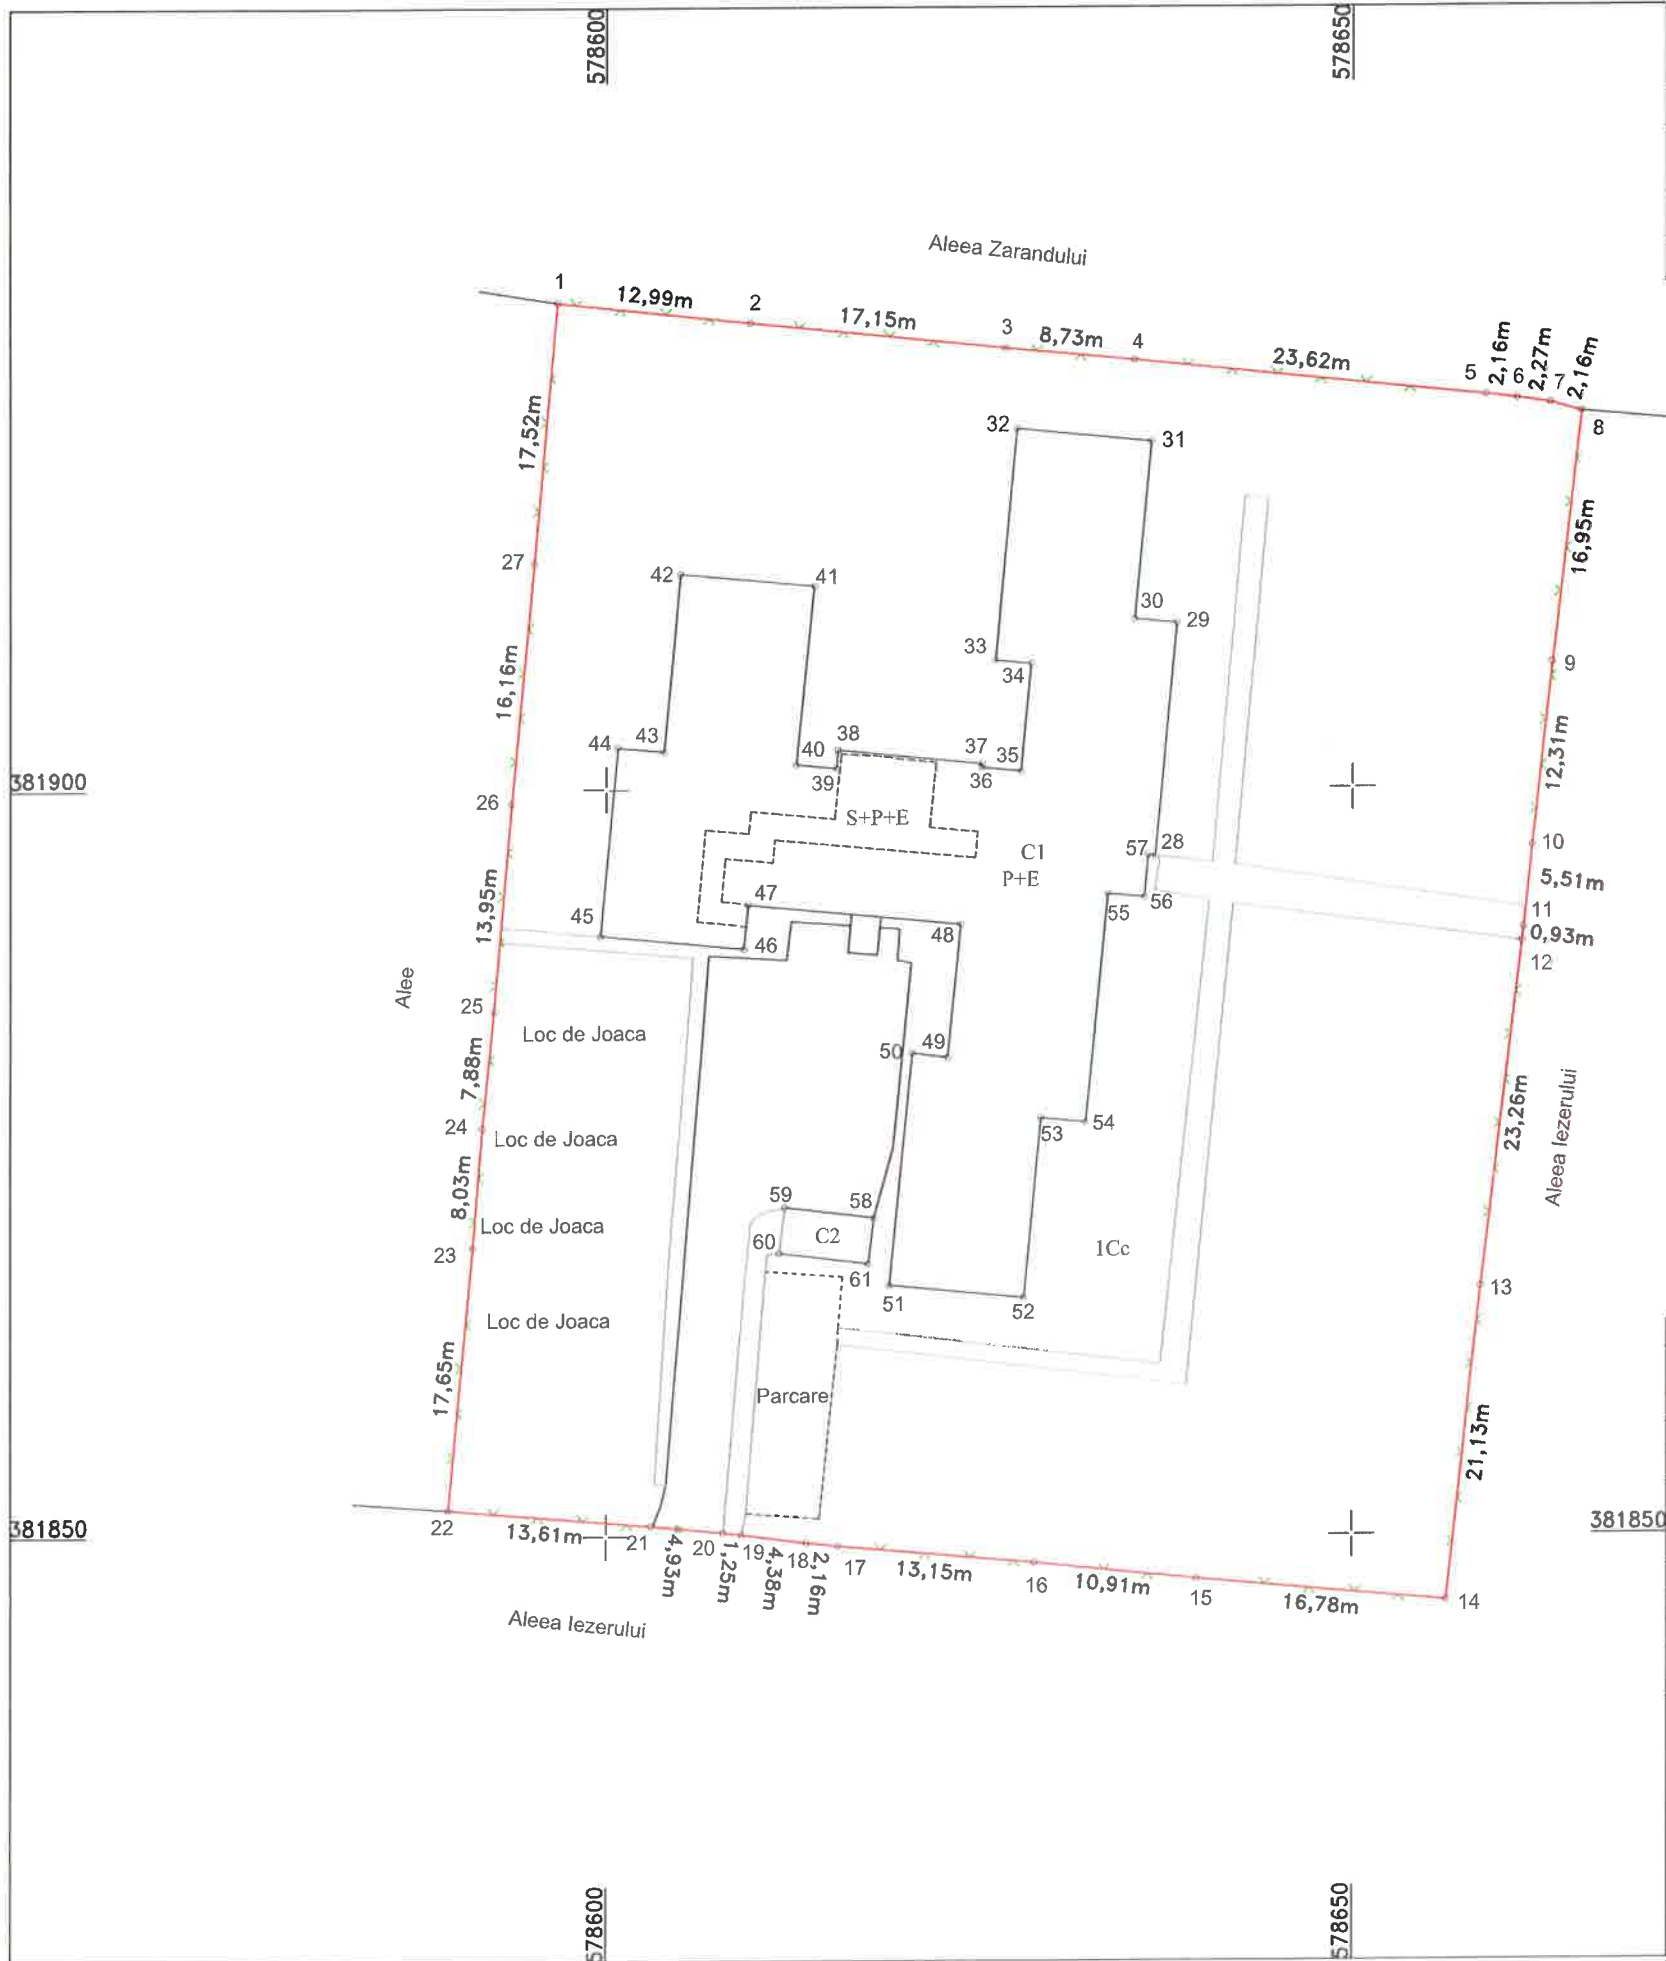 578600
578650
Aleea Zarandului
1
12,99m
2
17,15m
3
8,73m
4
23,62m
5
2,16m
6
2,27m
7
2,16m
8
32
31
17,52m
16,95m
27
42
41
30
29
33
34
9
16,16m
44
43
40
38
37
35
39
36
12,31m
381900
26
S+P+E
C1
P+E
57
28
10
5,51m
13,95m
45
47
46
48
55
56
11
0,93m
12
Alee
25
Loc de Joaca
50
49
7,88m
24
Loc de Joaca
53
54
23,26m
Aleea Iezerului
8,03m
59
58
Loc de Joaca
60
C2
1Cc
23
61
51
52
13
Loc de Joaca
17,65m
Parcare
21,13m
381850
381850
22
13,61m
21
4,93m
20
1,25m
19
4,38m
18
2,16m
17
13,15m
16
10,91m
15
16,78m
14
Aleea Iezerului
578600
578650